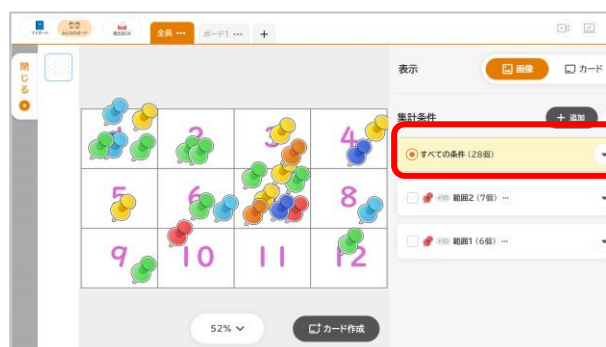 マイボード みんなのボード 提出BOX 全員 ••• ボード1 ••• +
閉じる
表示 画像 カード
集計条件 + 追加
すべての条件 (28個)
+10 範囲2 (7個) •••
+10 範囲1 (6個) •••
2 3 4
5 6 8
9 10 11 12
52% カード作成